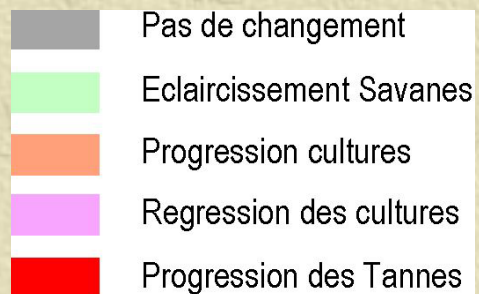 Pas de changement
Eclaircissement Savanes
Progression cultures
Regression des cultures
Progression des Tannes